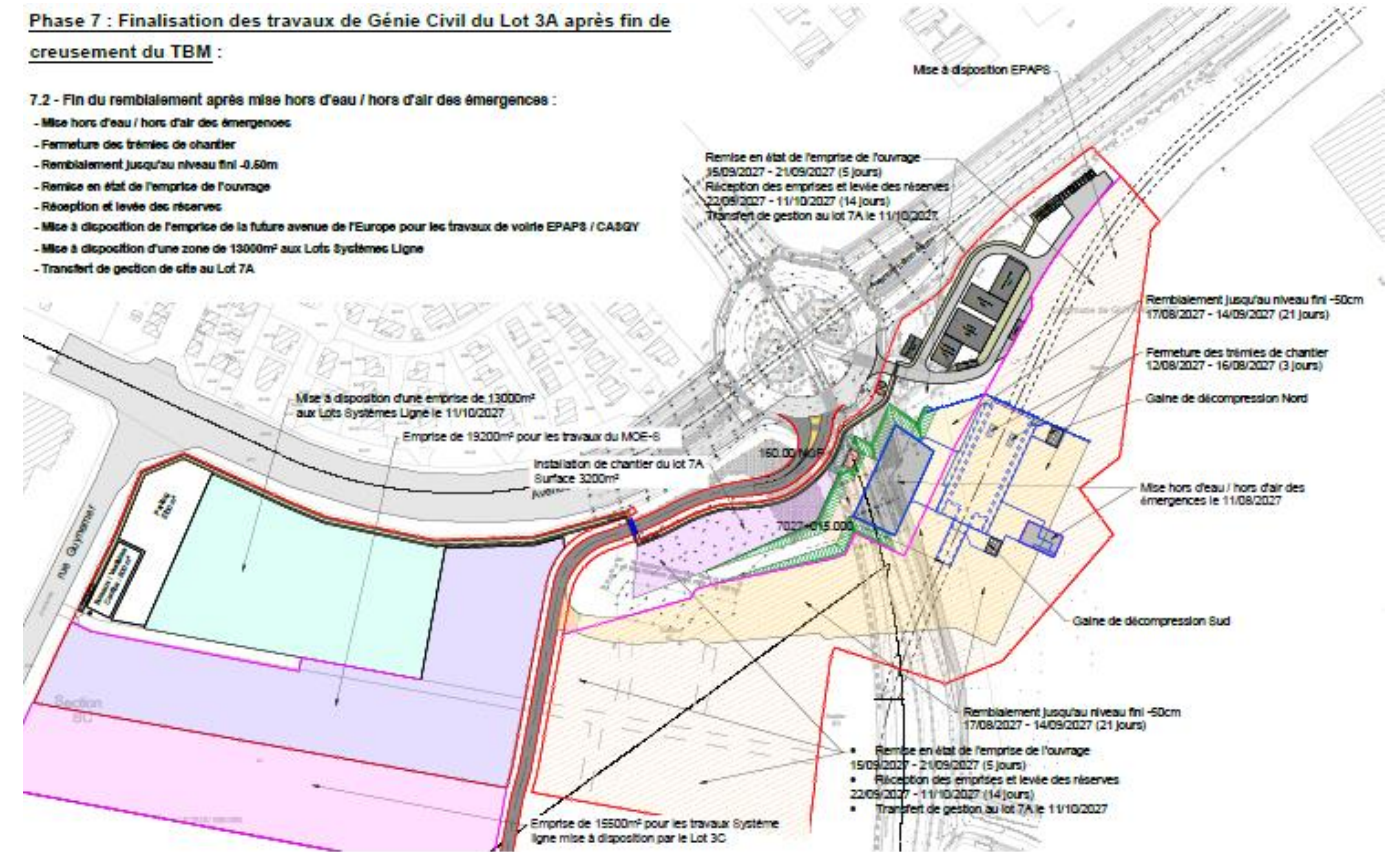 Phase 7 : Finalisation des travaux de Génie Civil du Lot 3A après fin de
creusement du TBM :
7.2 - Fin du remblaiement après mise hors d'eau / hors d'air des émergences :
- Mise hors d'eau / hors d'air des émergences
- Fermeture des trémies de chantier
- Remblaiement jusqu'au niveau fini -0.50m
- Remise en état de l'emprise de l'ouvrage
- Réception et levée des réserves
- Mise à disposition de l'emprise de la future avenue de l'Europe pour les travaux de voirie EPAPS / CASQY
- Mise à disposition d'une zone de 13000m² aux Lots Systèmes Ligne
- Transfert de gestion de site au Lot 7A
Mise à disposition EPAPS
Remise en état de l'emprise de l'ouvrage
15/09/2027 - 21/09/2027 (5 jours)
Réception des emprises et levée des réserves
22/09/2027 - 11/10/2027 (14 jours)
Transfert de gestion au lot 7A le 11/10/2027
Remblaiement jusqu'au niveau fini -50cm
17/08/2027 - 14/09/2027 (21 jours)
Fermeture des trémies de chantier
12/08/2027 - 16/08/2027 (3 jours)
Gaine de décompression Nord
Mise à disposition d'une emprise de 13000m²
aux Lots Systèmes Ligne le 11/10/2027
Emprise de 19200m² pour les travaux du MOE-S
Installation de chantier du lot 7A
Surface 3200m²
160.00 NGF
7027+015.000
Mise hors d'eau / hors d'air des
émergences le 11/08/2027
rue Guynemer
Parking
Gaine de décompression Sud
Section
Remblaiement jusqu'au niveau fini -50cm
17/08/2027 - 14/09/2027 (21 jours)
• Remise en état de l'emprise de l'ouvrage
15/09/2027 - 21/09/2027 (5 jours)
• Réception des emprises et levée des réserves
22/09/2027 - 11/10/2027 (14 jours)
• Transfert de gestion au lot 7A le 11/10/2027
Emprise de 15500m² pour les travaux Système
ligne mise à disposition par le Lot 3C